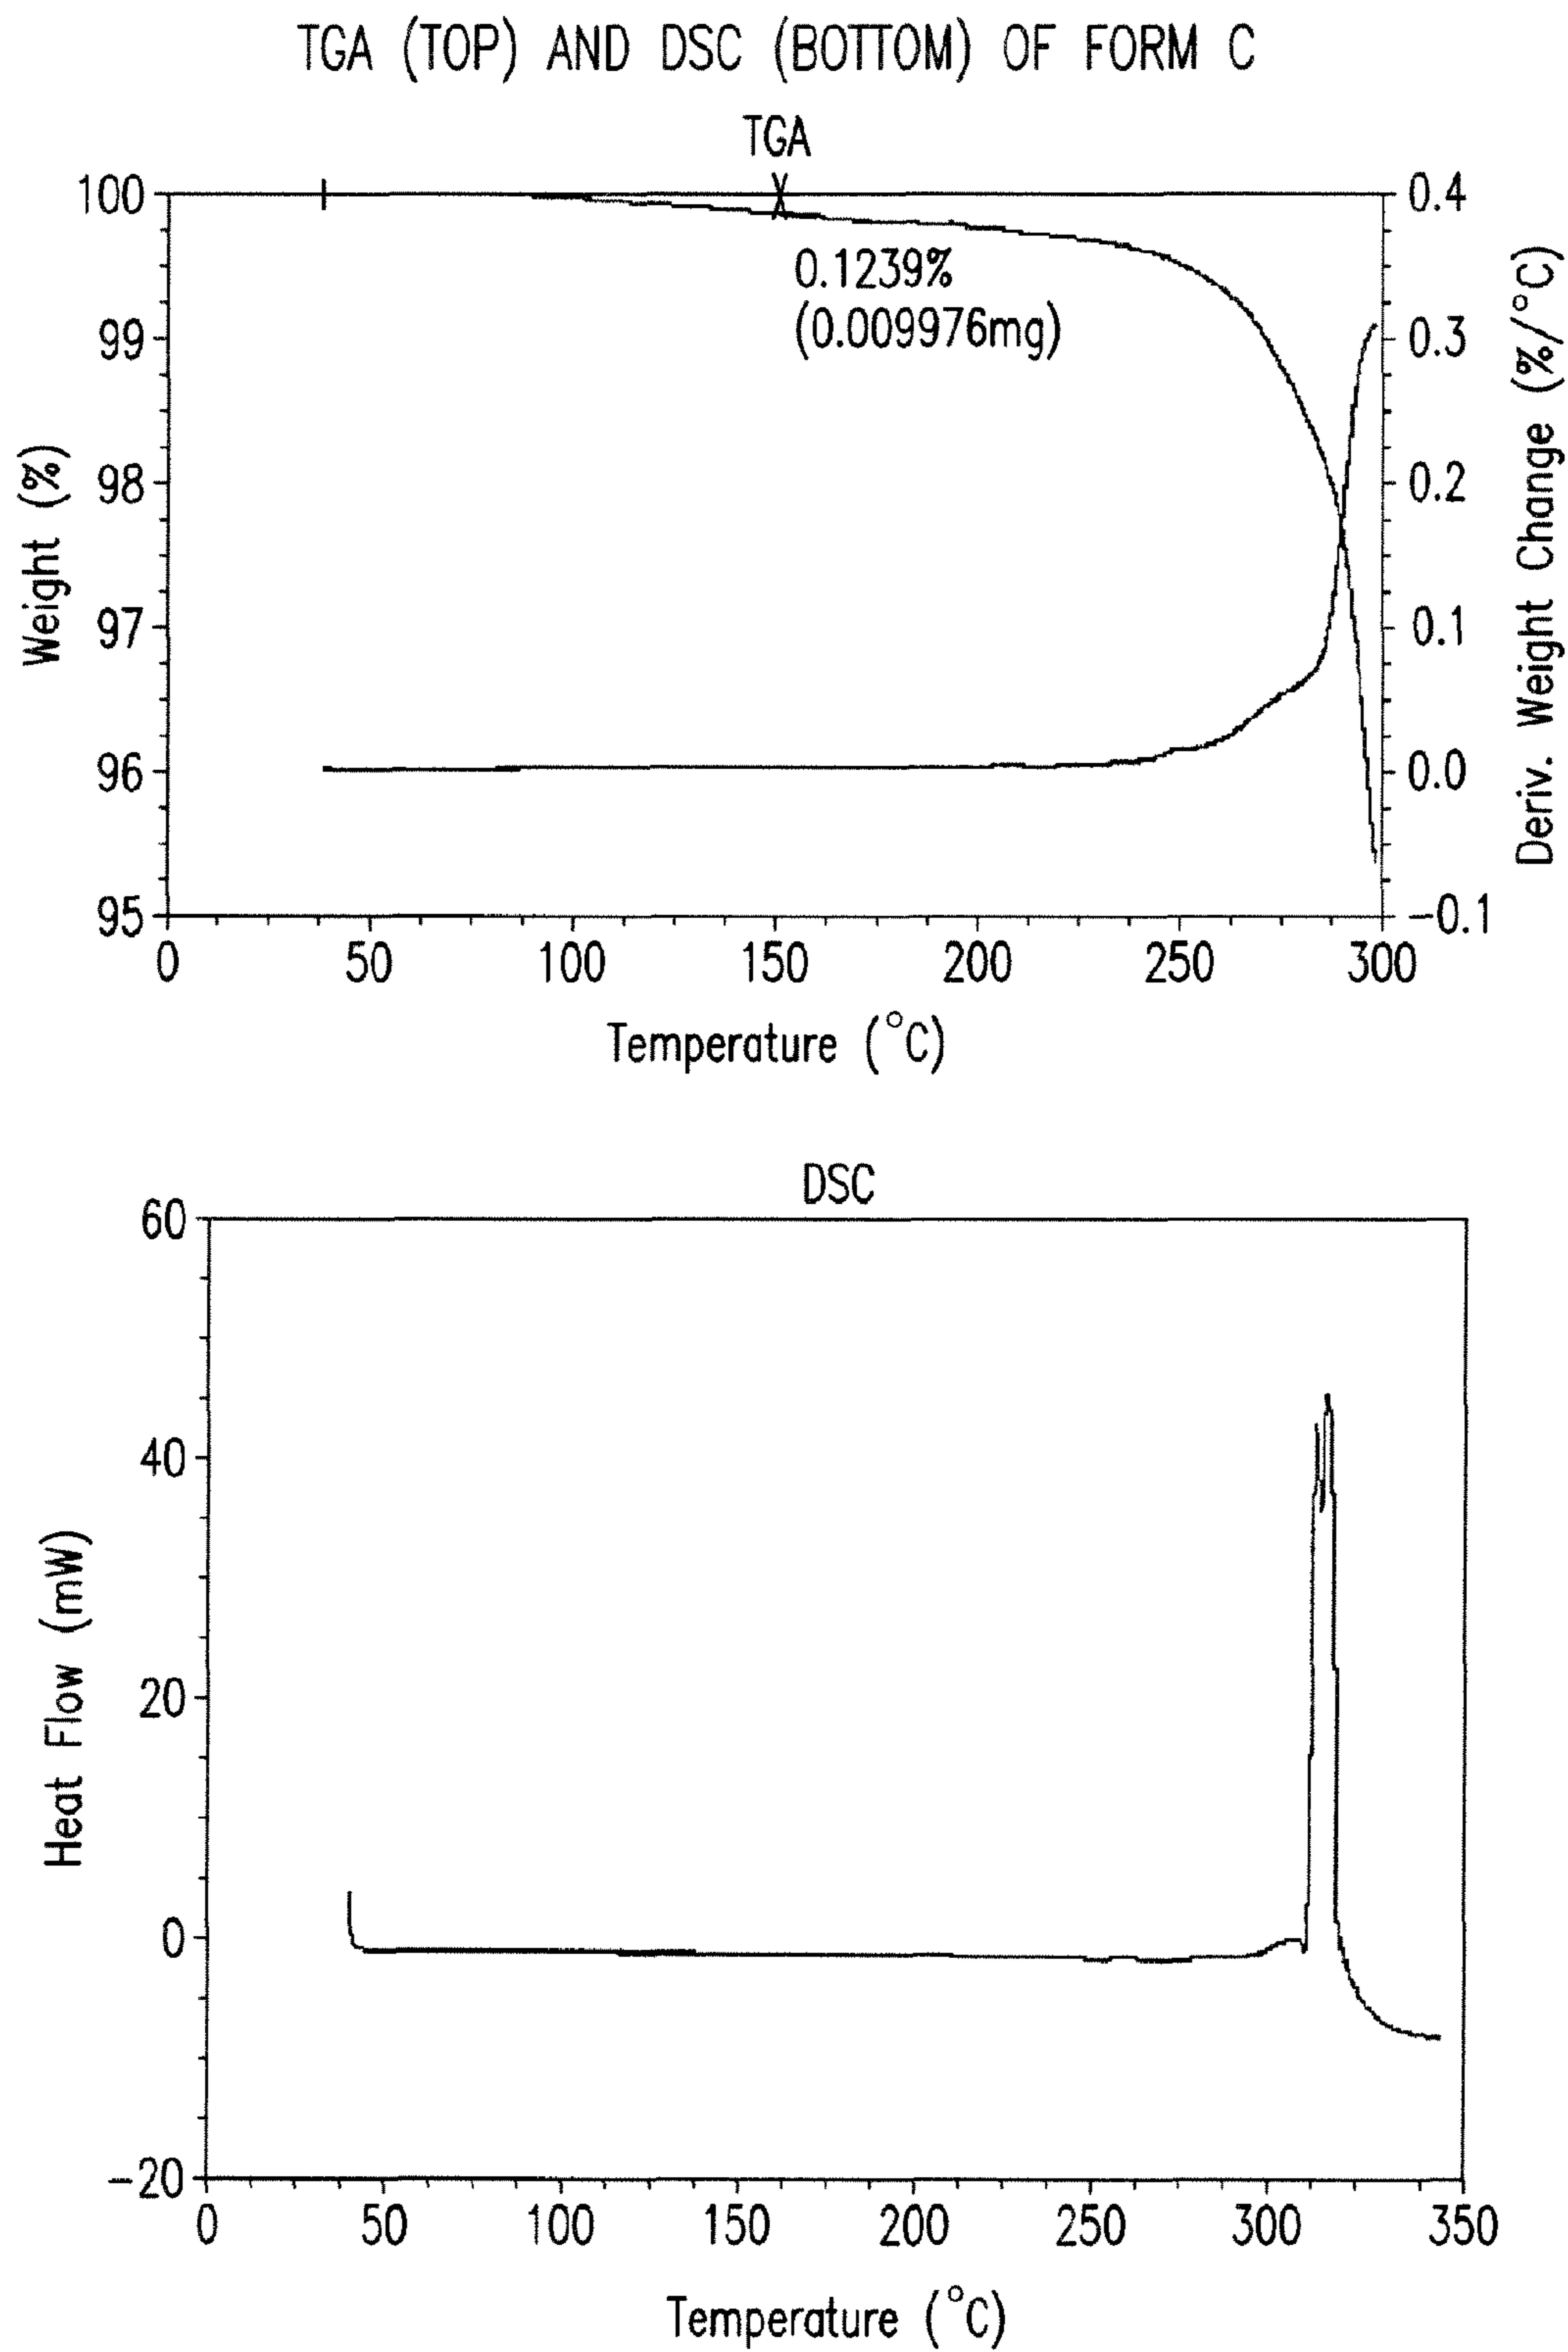 TGA (TOP) AND DSC (BOTTOM) OF FORM C
TGA
100
99
98
97
96
95
Weight (%)
0.1239%
(0.009976mg)
0.4
0.3
0.2
0.1
0.0
-0.1
Deriv. Weight Change (%/°C)
0 50 100 150 200 250 300
Temperature (°C)
DSC
60
40
20
0
-20
Heat Flow (mW)
0 50 100 150 200 250 300 350
Temperature (°C)